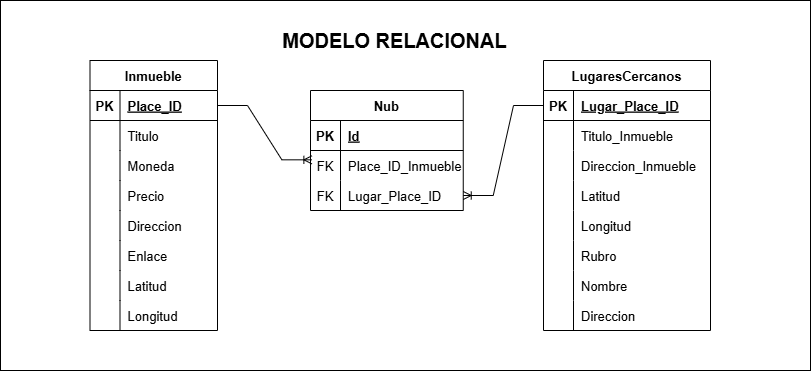 MODELO RELACIONAL
Inmueble
PK Place_ID
Titulo
Moneda
Precio
Direccion
Enlace
Latitud
Longitud
Nub
PK Id
FK Place_ID_Inmueble
FK Lugar_Place_ID
LugaresCercanos
PK Lugar_Place_ID
Titulo_Inmueble
Direccion_Inmueble
Latitud
Longitud
Rubro
Nombre
Direccion